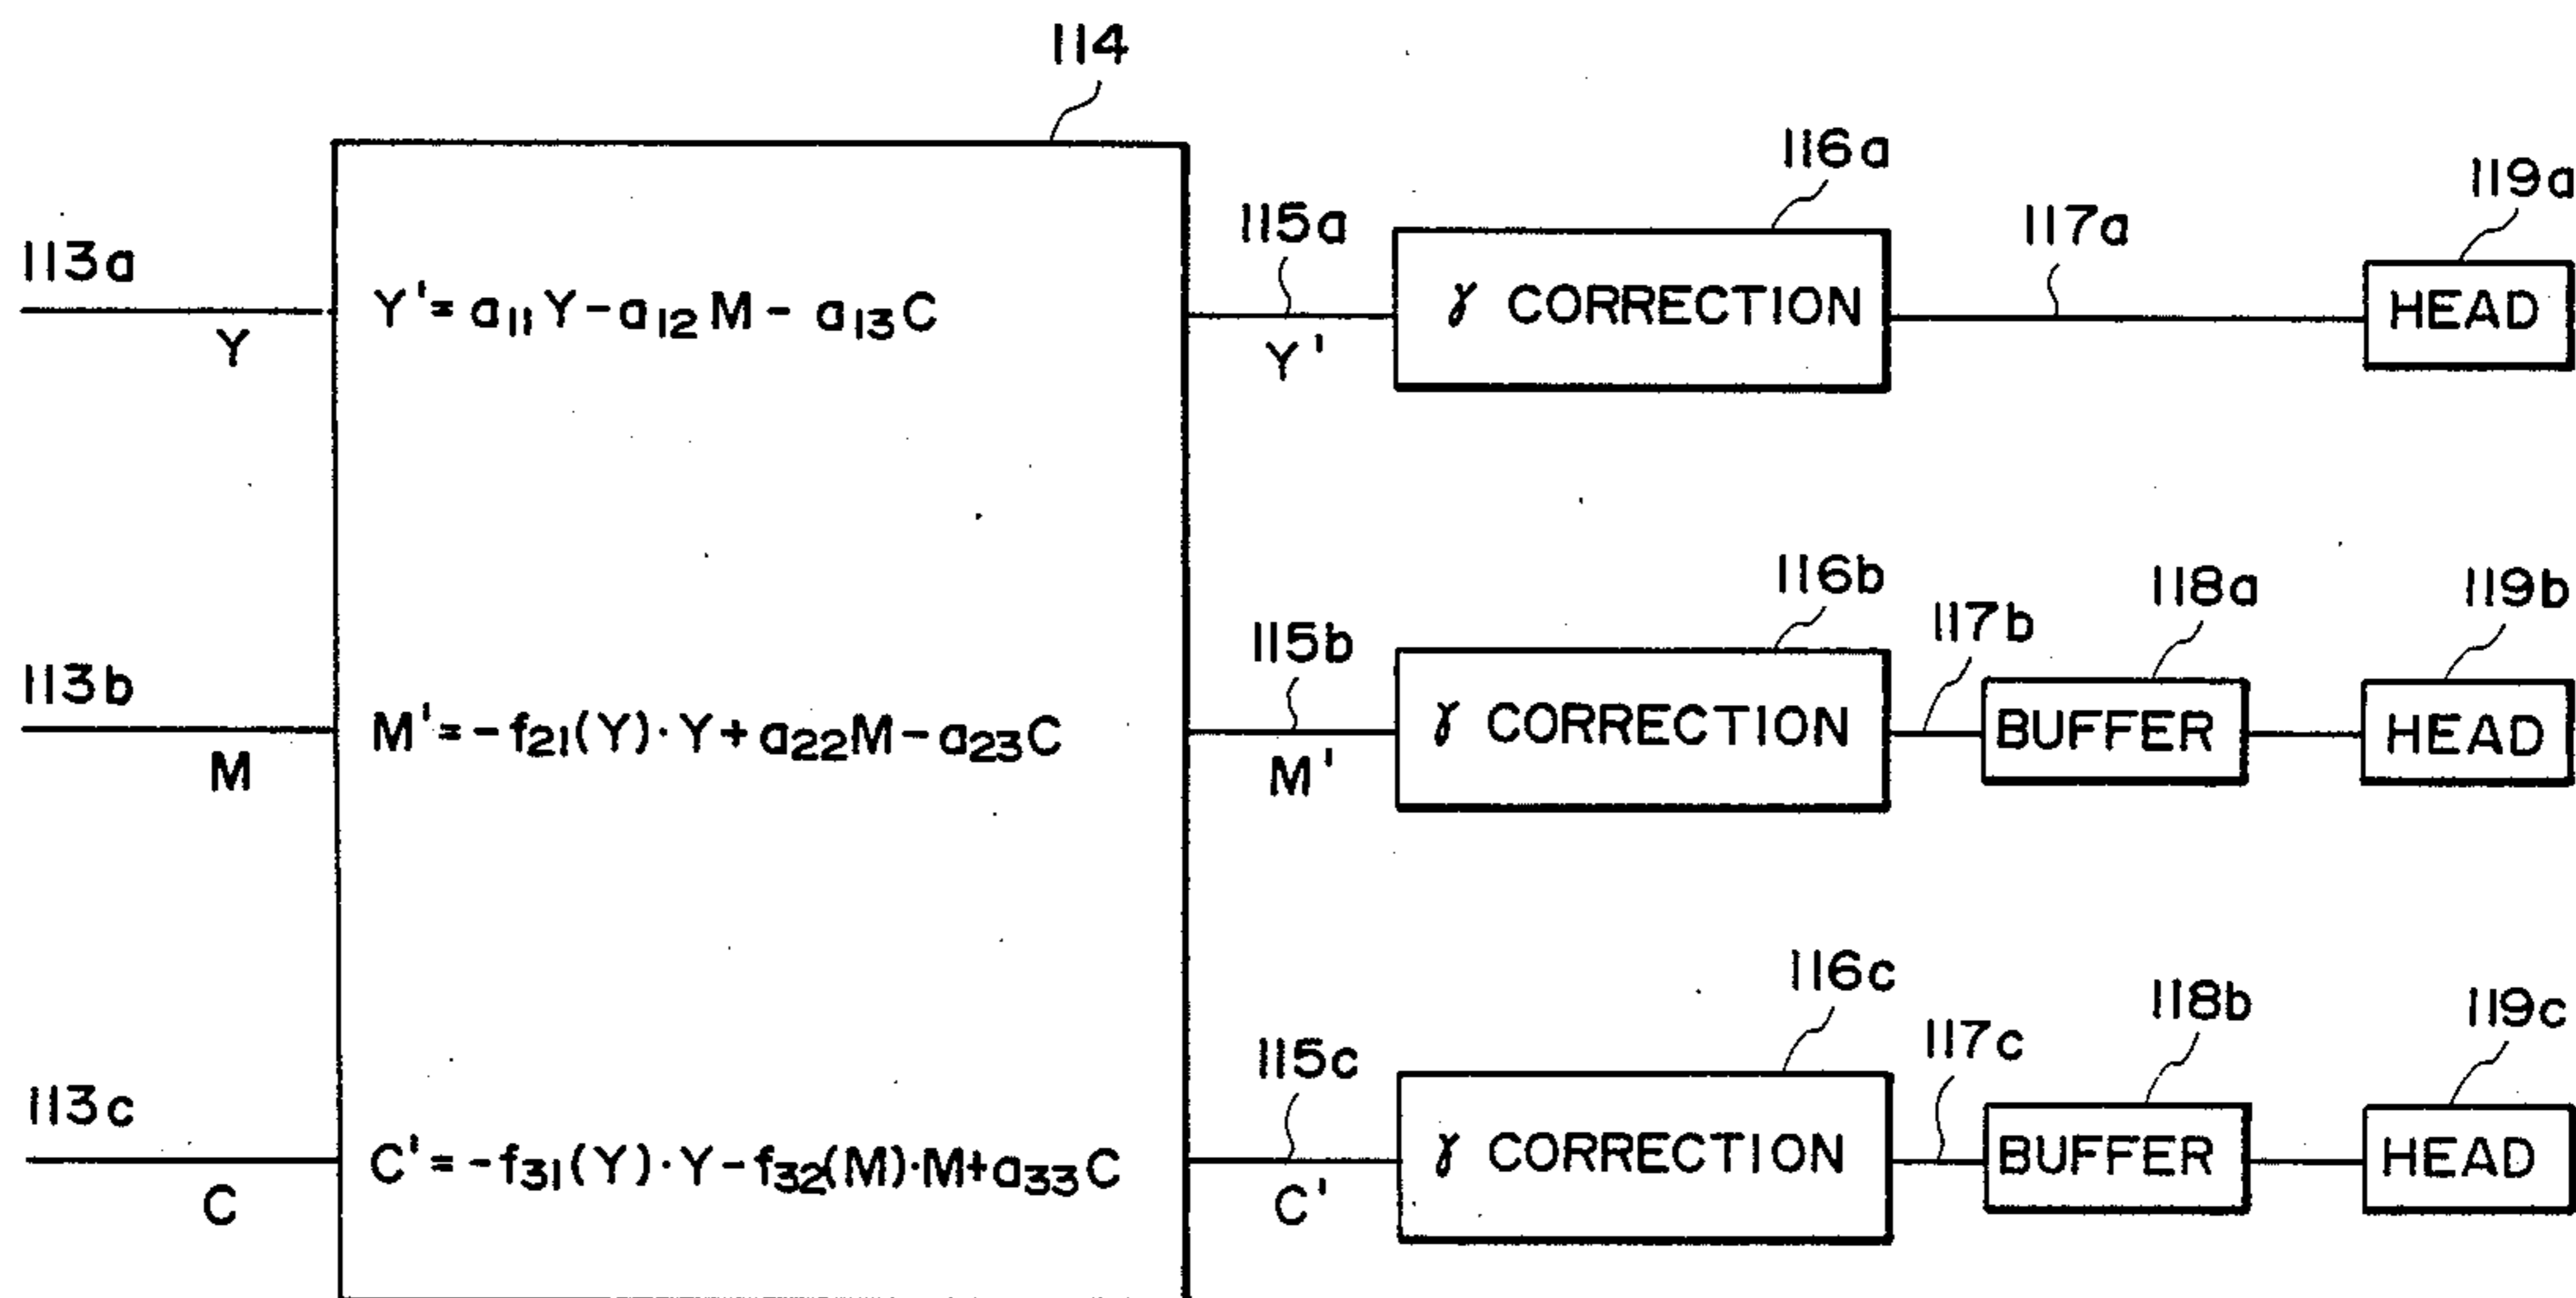 114
113a
Y
Y' = a₁₁Y - a₁₂M - a₁₃C
115a
Y'
116a
γ CORRECTION
117a
119a
HEAD
113b
M
M' = -f₂₁(Y)·Y + a₂₂M - a₂₃C
115b
M'
116b
γ CORRECTION
117b
118a
BUFFER
119b
HEAD
113c
C
C' = -f₃₁(Y)·Y - f₃₂(M)·M + a₃₃C
115c
C'
116c
γ CORRECTION
117c
118b
BUFFER
119c
HEAD